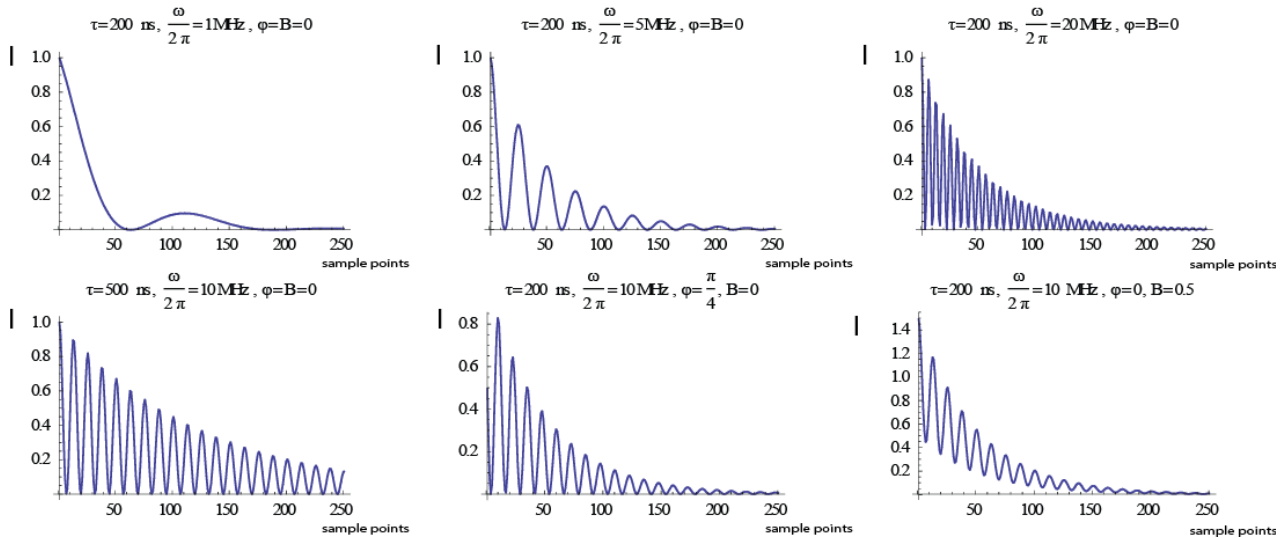 τ=200 ns, ω/2π=1MHz, φ=B=0
I
1.0
0.8
0.6
0.4
0.2
50 100 150 200 250
sample points
τ=200 ns, ω/2π=5MHz, φ=B=0
I
1.0
0.8
0.6
0.4
0.2
50 100 150 200 250
sample points
τ=200 ns, ω/2π=20MHz, φ=B=0
I
1.0
0.8
0.6
0.4
0.2
50 100 150 200 250
sample points
τ=500 ns, ω/2π=10MHz, φ=B=0
I
1.0
0.8
0.6
0.4
0.2
50 100 150 200 250
sample points
τ=200 ns, ω/2π=10MHz, φ=π/4, B=0
I
0.8
0.6
0.4
0.2
50 100 150 200 250
sample points
τ=200 ns, ω/2π=10 MHz, φ=0, B=0.5
I
1.4
1.2
1.0
0.8
0.6
0.4
0.2
50 100 150 200 250
sample points